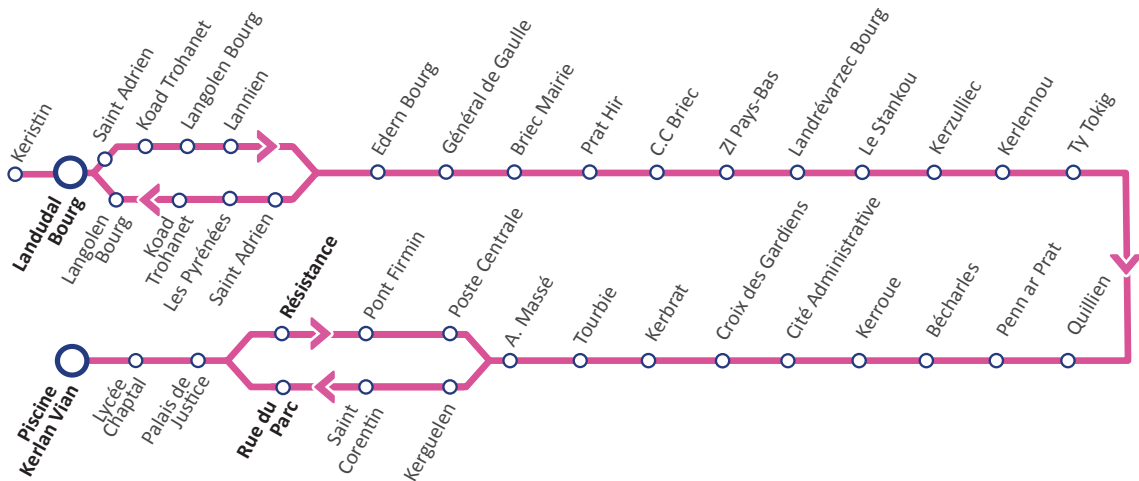 Keristin
Landudal
Bourg
Saint Adrien
Koad Trohanet
Langolen Bourg
Lannien
Langolen
Bourg
Koad
Trohanet
Les Pyrénées
Saint Adrien
Edern Bourg
Général de Gaulle
Briec Mairie
Prat Hir
C.C Briec
ZI Pays-Bas
Landrévarzec Bourg
Le Stankou
Kerzulliec
Kerlennou
Ty Tokig
Piscine
Kerlan Vian
Lycée
Chaptal
Palais de
Justice
Résistance
Pont Firmin
Poste Centrale
Rue du
Parc
Saint
Corentin
Kerguelen
A. Massé
Tourbie
Kerbrat
Croix des Gardiens
Cité Administrative
Kerroue
Bécharles
Penn ar Prat
Quillien